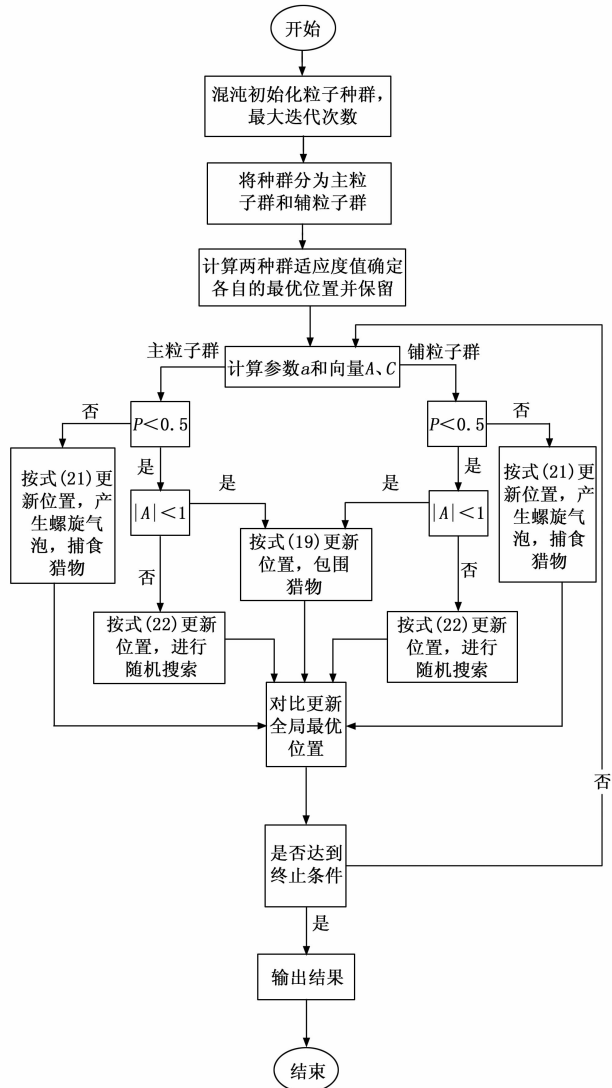 开始
混沌初始化粒子种群，
最大迭代次数
将种群分为主粒
子群和辅粒子群
计算两种群适应度值确定
各自的最优位置并保留
主粒子群
计算参数a和向量A、C
铺粒子群
否
P<0.5
P<0.5
否
按式(21)更
新位置，产
生螺旋气
泡，捕食
猎物
是
是
按式(21)更
新位置，产
生螺旋气
泡，捕食
猎物
|A|<1
是
是
|A|<1
按式(19)更新
位置，包围
猎物
否
否
按式(22)更新
位置，进行
随机搜索
按式(22)更新
位置，进行
随机搜索
对比更新
全局最优
位置
否
是否达到
终止条件
是
输出结果
结束